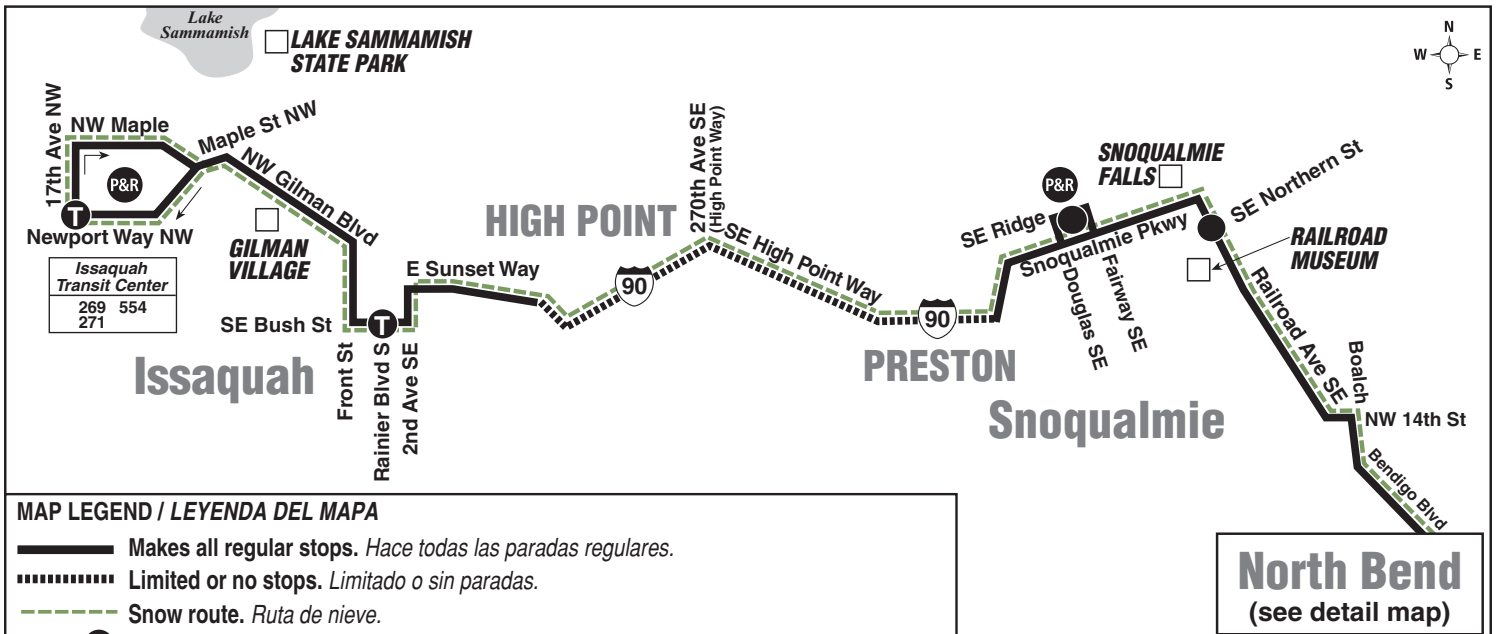 Lake
Sammamish
LAKE SAMMAMISH
STATE PARK
N
W E
S
17th Ave NW
NW Maple
Maple St NW
P&R
T
Newport Way NW
NW Gilman Blvd
GILMAN
VILLAGE
Issaquah
Transit Center
269 554
271
Issaquah
SE Bush St
Front St
T
Rainier Blvd S
2nd Ave SE
E Sunset Way
HIGH POINT
90
270th Ave SE
(High Point Way)
SE High Point Way
90
PRESTON
SE Ridge
P&R
Snoqualmie Pkwy
Douglas SE
Fairway SE
SNOQUALMIE
FALLS
SE Northern St
RAILROAD
MUSEUM
Railroad Ave SE
Snoqualmie
Boalch
NW 14th St
Bendigo Blvd
North Bend
(see detail map)
MAP LEGEND / LEYENDA DEL MAPA
Makes all regular stops. Hace todas las paradas regulares.
Limited or no stops. Limitado o sin paradas.
Snow route. Ruta de nieve.